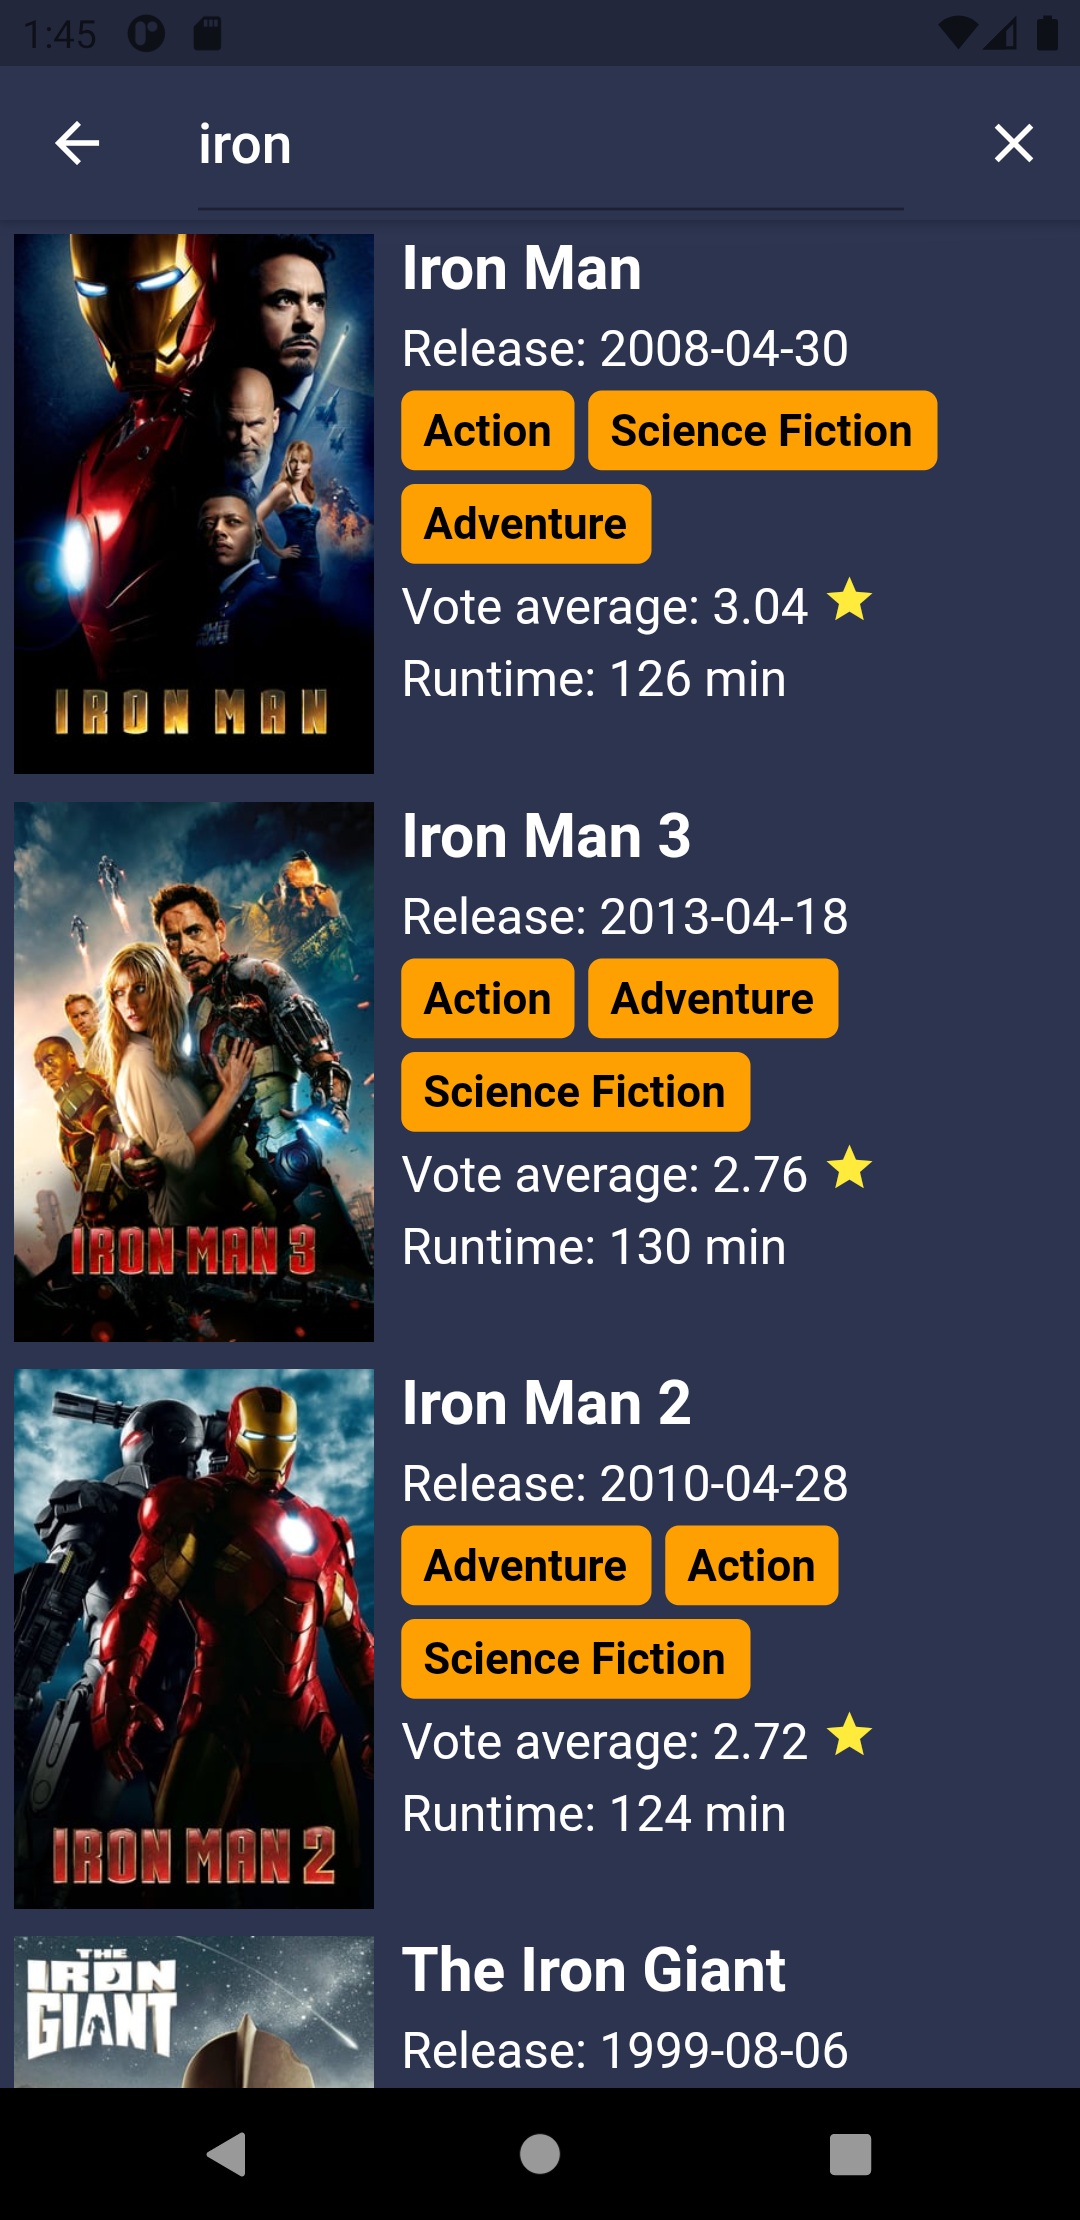 1:45
iron
Iron Man
Release: 2008-04-30
Action Science Fiction
Adventure
Vote average: 3.04
Runtime: 126 min
IRON MAN
Iron Man 3
Release: 2013-04-18
Action Adventure
Science Fiction
Vote average: 2.76
Runtime: 130 min
IRON MAN 3
Iron Man 2
Release: 2010-04-28
Adventure Action
Science Fiction
Vote average: 2.72
Runtime: 124 min
IRON MAN 2
The Iron Giant
Release: 1999-08-06
THE
IRON
GIANT